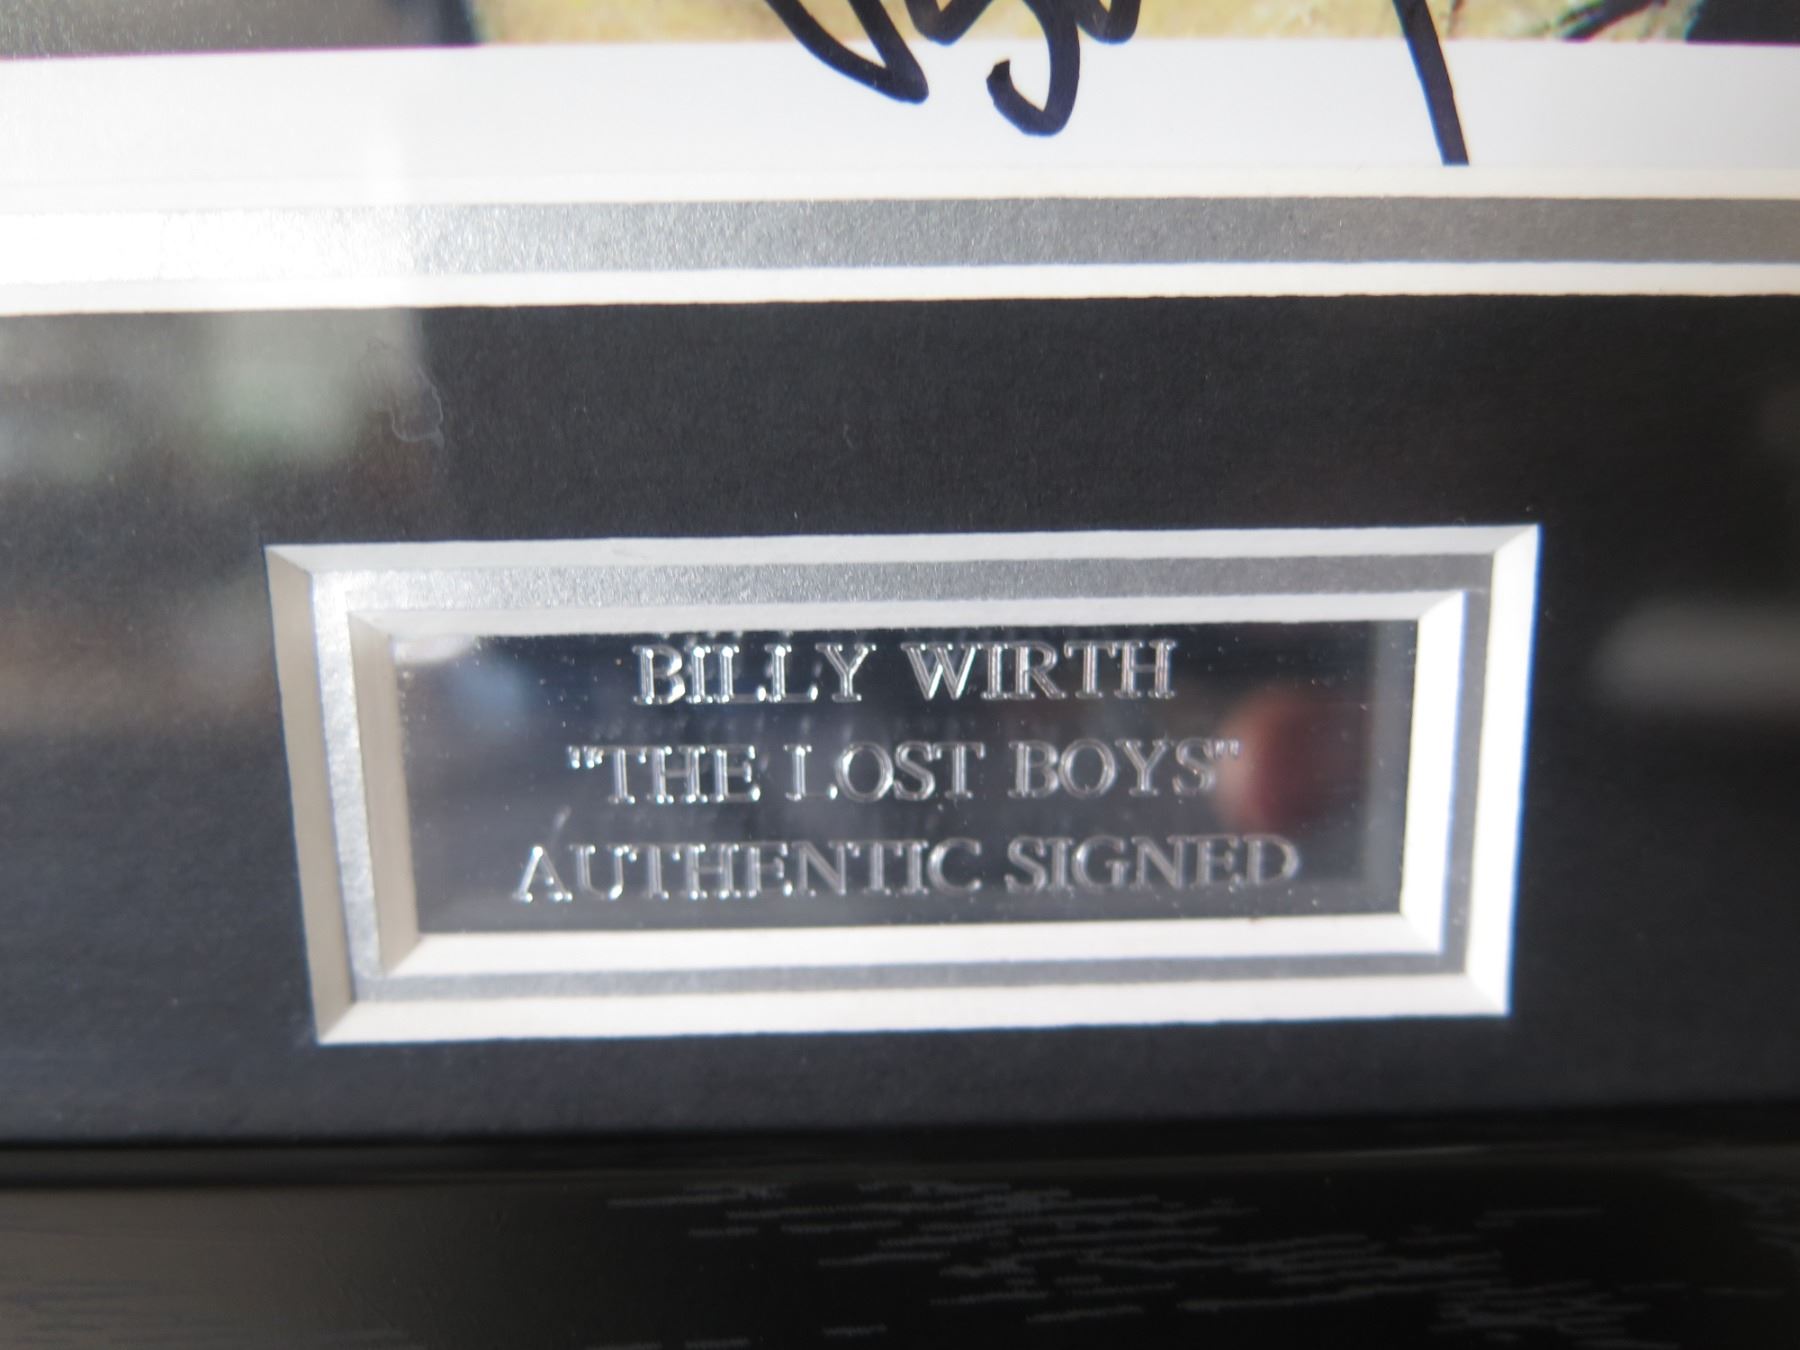 BILLY WIRTH
"THE LOST BOYS"
AUTHENTIC SIGNED